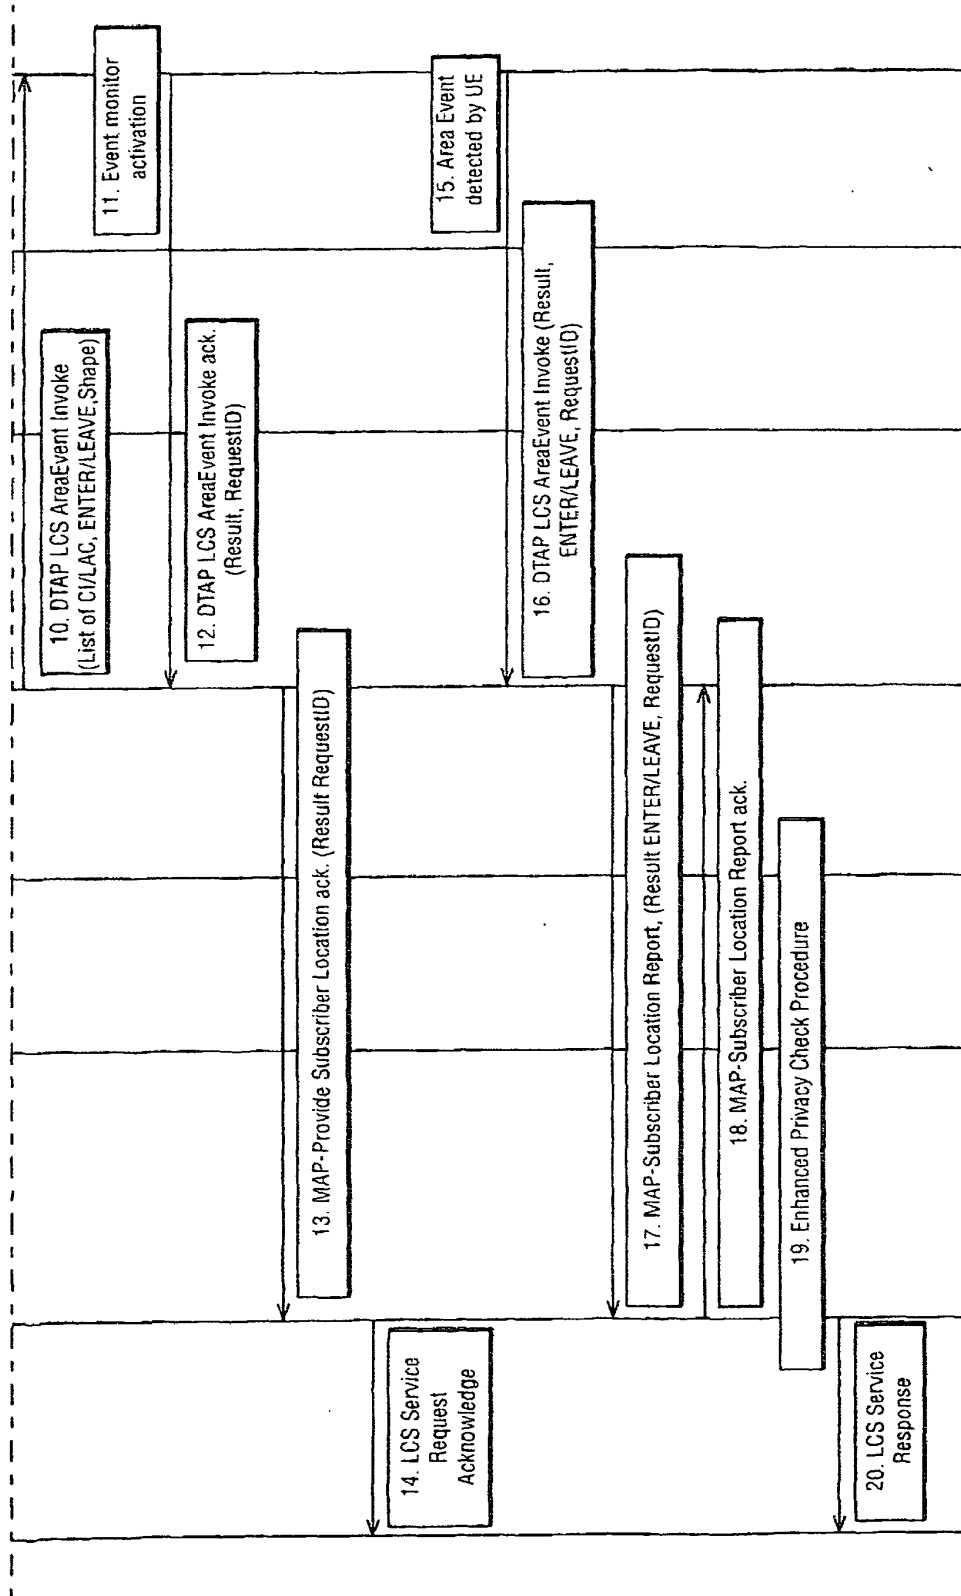 10. DTAP LCS AreaEvent Invoke
(List of CI/LAC, ENTER/LEAVE,Shape)
11. Event monitor
activation
12. DTAP LCS AreaEvent Invoke ack.
(Result, RequestID)
13. MAP-Provide Subscriber Location ack. (Result RequestID)
14. LCS Service
Request
Acknowledge
15. Area Event
detected by UE
16. DTAP LCS AreaEvent Invoke (Result,
ENTER/LEAVE, RequestID)
17. MAP-Subscriber Location Report, (Result ENTER/LEAVE, RequestID)
18. MAP-Subscriber Location Report ack.
19. Enhanced Privacy Check Procedure
20. LCS Service
Response